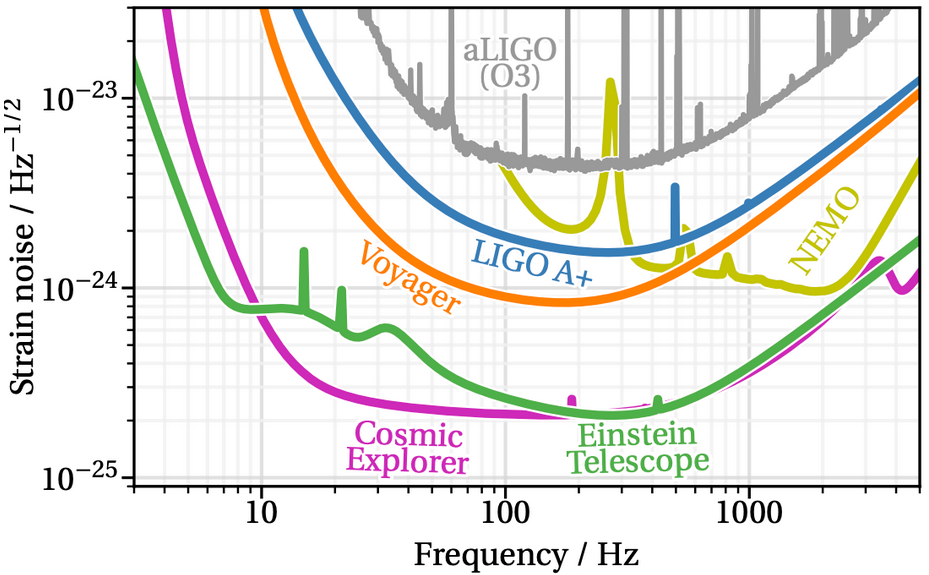 Strain noise / Hz−1/2
10−23
10−24
10−25
aLIGO
(O3)
NEMO
LIGO A+
Voyager
Cosmic
Explorer
Einstein
Telescope
10
100
1000
Frequency / Hz